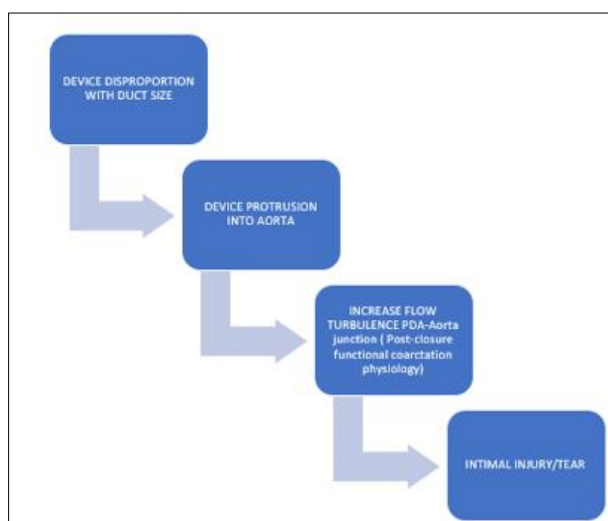 DEVICE DISPROPORTION
WITH DUCT SIZE
DEVICE PROTRUSION
INTO AORTA
INCREASE FLOW
TURBULENCE PDA-Aorta
junction ( Post-closure
functional coarctation
physiology)
INTIMAL INJURY/TEAR